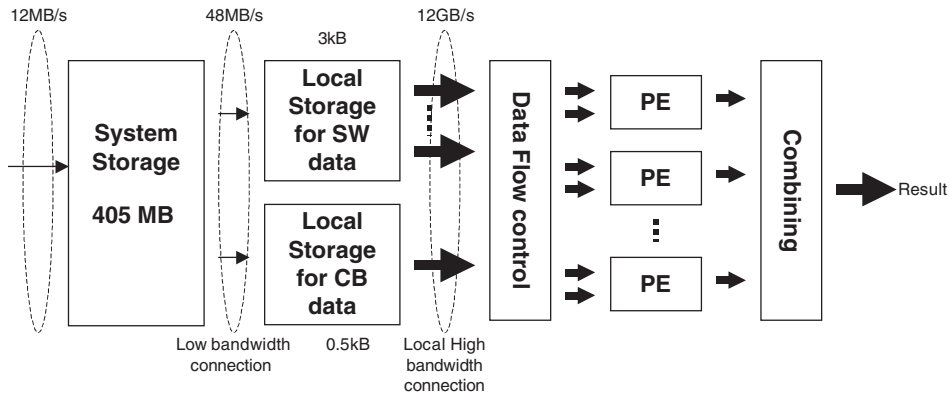 12MB/s
48MB/s
12GB/s
3kB
System
Storage
405 MB
Local
Storage
for SW
data
Local
Storage
for CB
data
0.5kB
Low bandwidth
connection
Local High
bandwidth
connection
Data Flow control
PE
PE
PE
Combining
Result